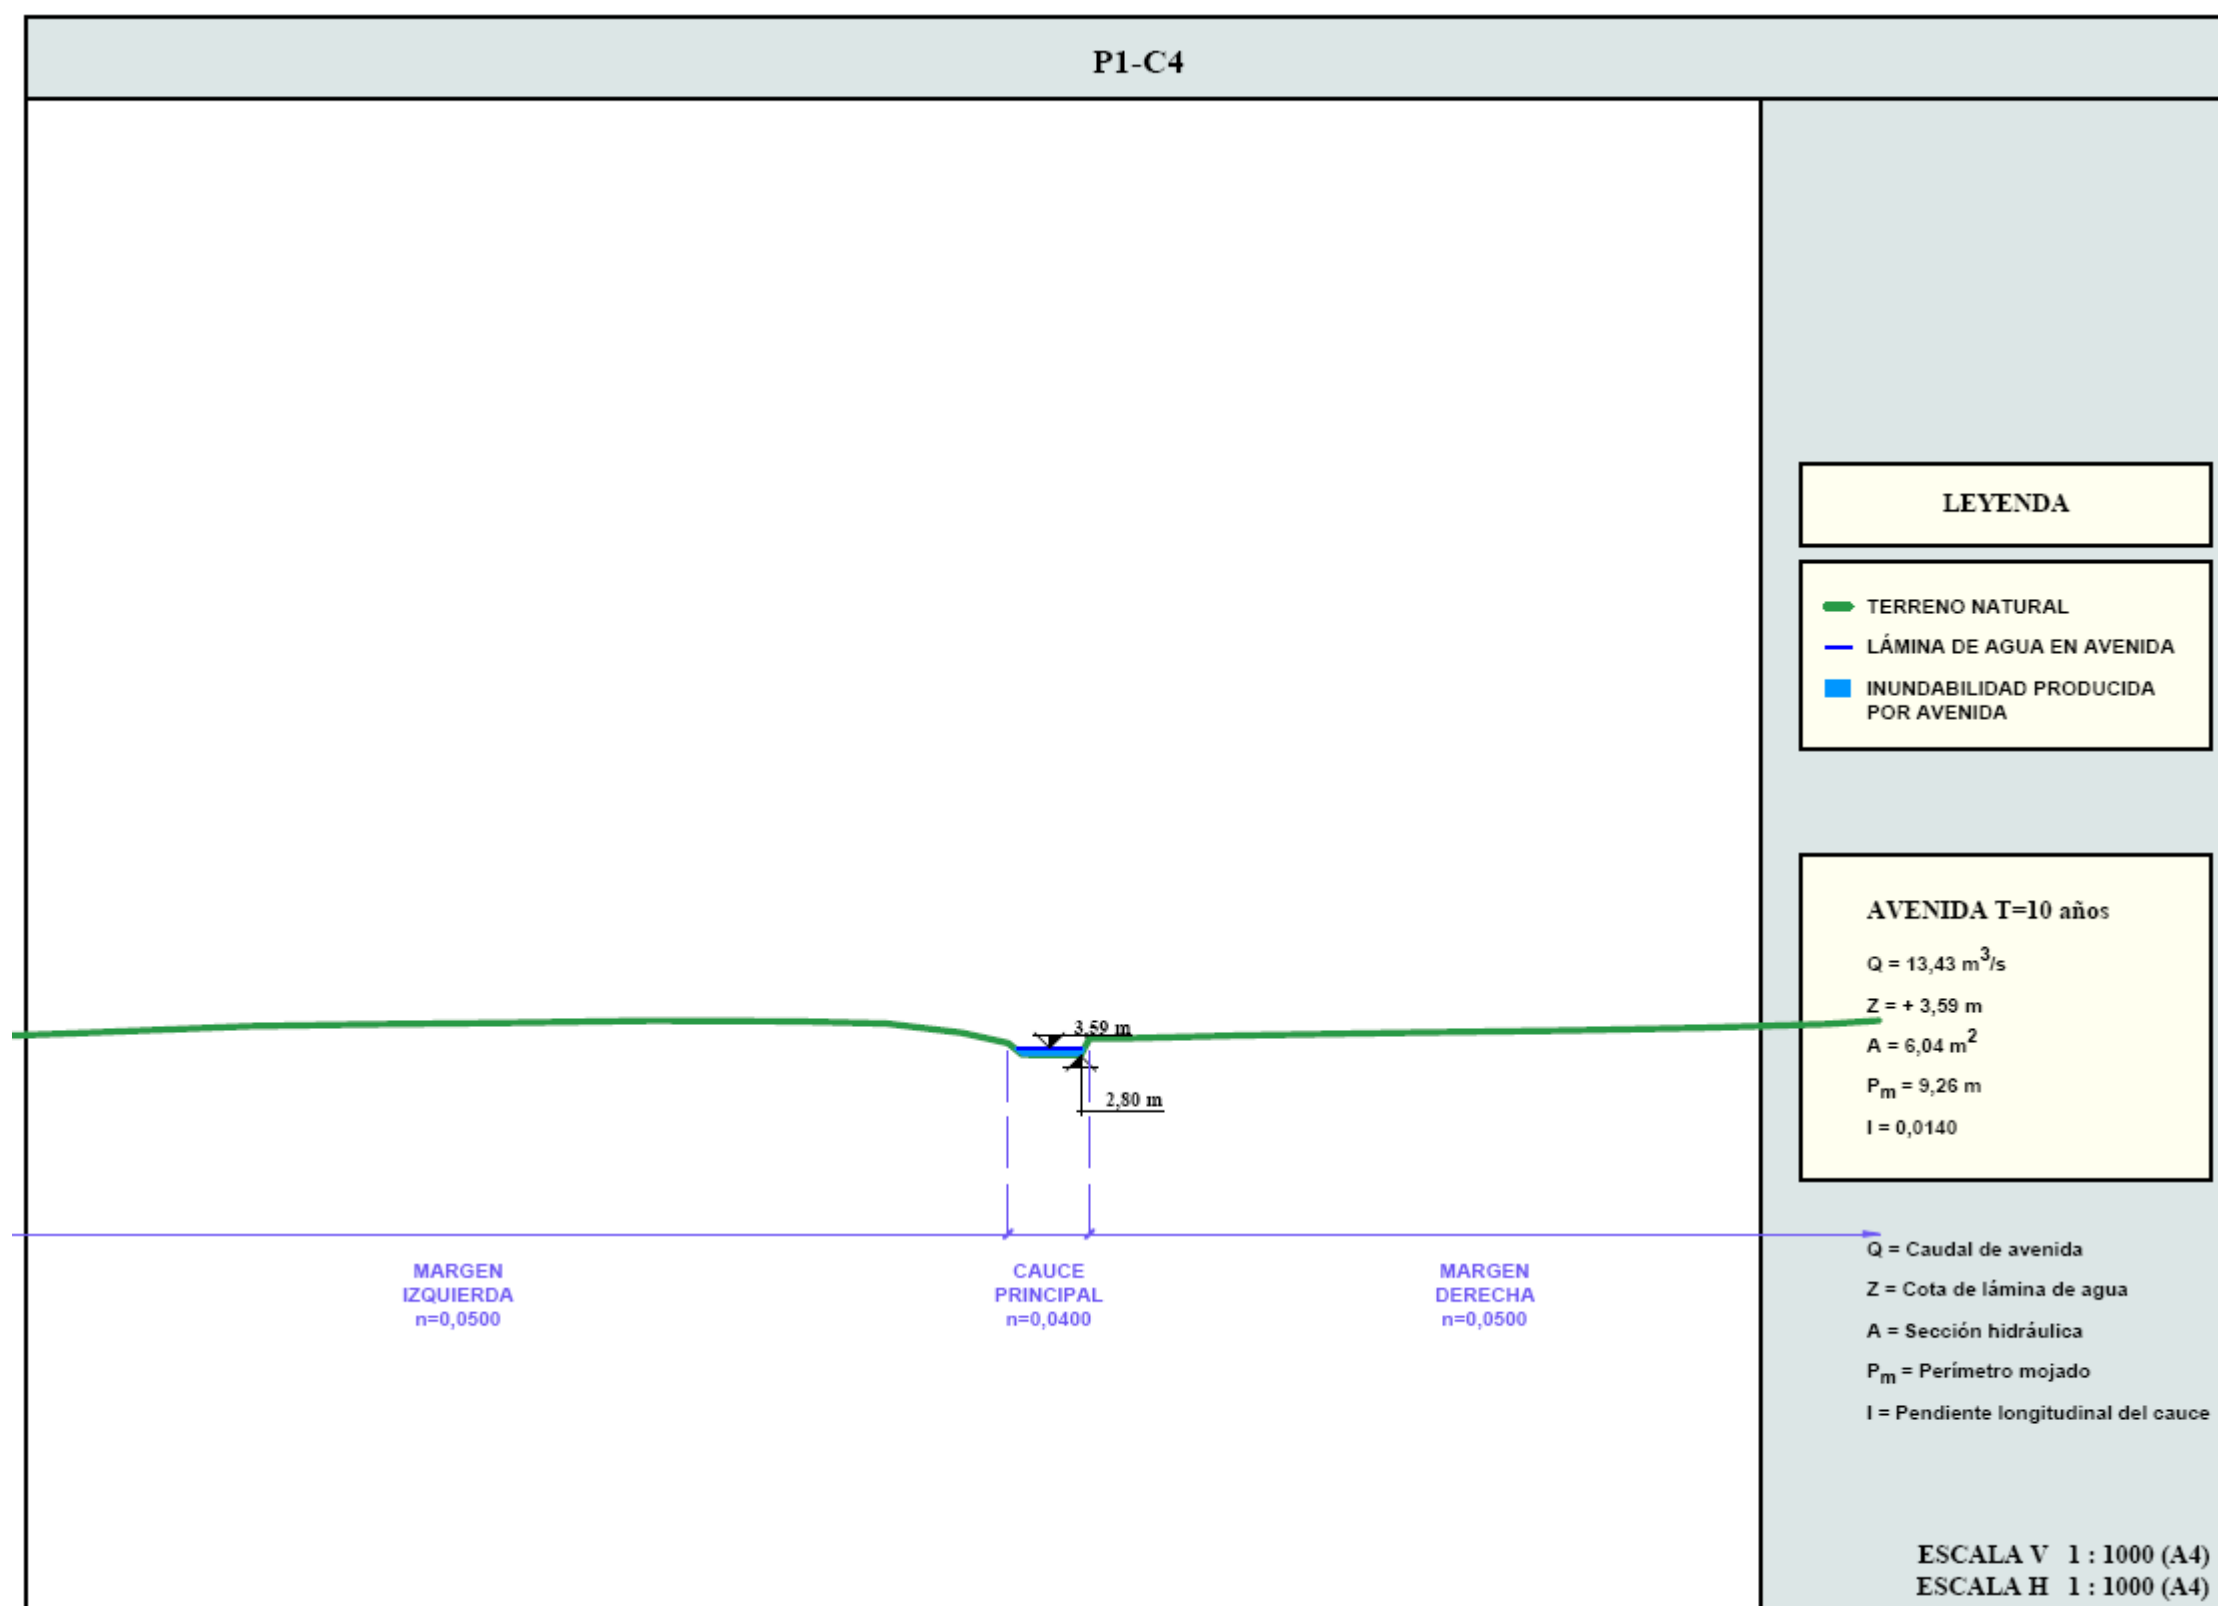 P1-C4
LEYENDA
TERRENO NATURAL
LÁMINA DE AGUA EN AVENIDA
INUNDABILIDAD PRODUCIDA
POR AVENIDA
AVENIDA T=10 años
Q = 13,43 m³/s
Z = + 3,59 m
A = 6,04 m²
Pm = 9,26 m
I = 0,0140
3,59 m
2,80 m
MARGEN
IZQUIERDA
n=0,0500
CAUCE
PRINCIPAL
n=0,0400
MARGEN
DERECHA
n=0,0500
Q = Caudal de avenida
Z = Cota de lámina de agua
A = Sección hidráulica
Pm = Perímetro mojado
I = Pendiente longitudinal del cauce
ESCALA V 1 : 1000 (A4)
ESCALA H 1 : 1000 (A4)